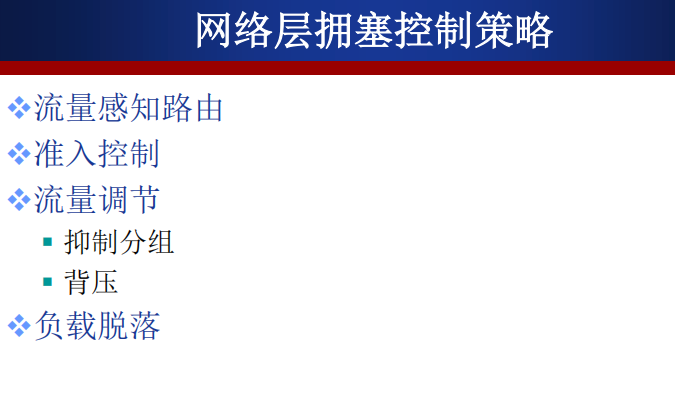 网络层拥塞控制策略
流量感知路由
准入控制
流量调节
抑制分组
背压
负载脱落